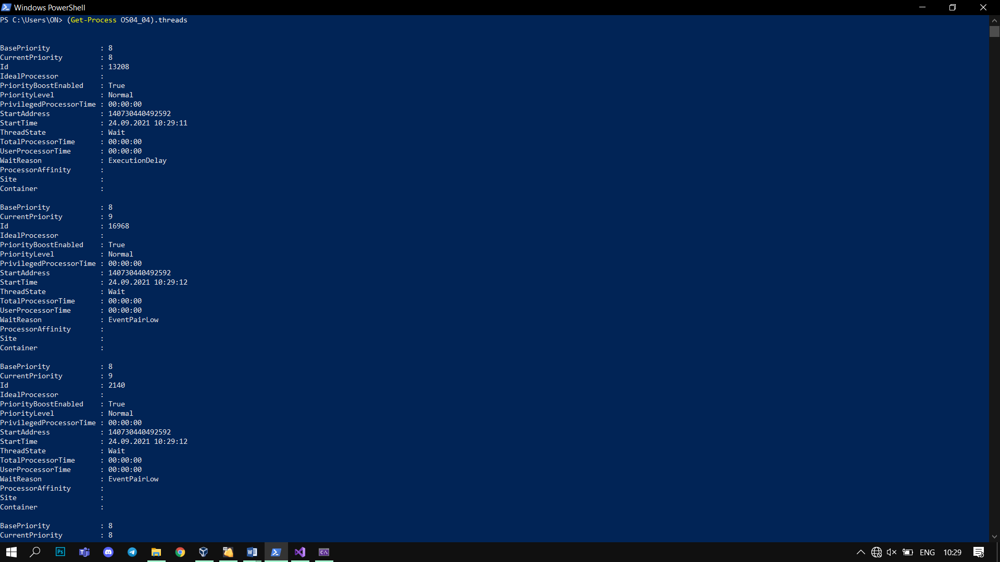 Windows PowerShell
PS C:\Users\ON> (Get-Process OS04_04).threads
BasePriority            : 8
CurrentPriority         : 8
Id                      : 13208
IdealProcessor          :
PriorityBoostEnabled    : True
PriorityLevel           : Normal
PrivilegedProcessorTime : 00:00:00
StartAddress            : 140730440492592
StartTime               : 24.09.2021 10:29:11
ThreadState             : Wait
TotalProcessorTime      : 00:00:00
UserProcessorTime       : 00:00:00
WaitReason              : ExecutionDelay
ProcessorAffinity       :
Site                    :
Container               :
BasePriority            : 8
CurrentPriority         : 9
Id                      : 16968
IdealProcessor          :
PriorityBoostEnabled    : True
PriorityLevel           : Normal
PrivilegedProcessorTime : 00:00:00
StartAddress            : 140730440492592
StartTime               : 24.09.2021 10:29:12
ThreadState             : Wait
TotalProcessorTime      : 00:00:00
UserProcessorTime       : 00:00:00
WaitReason              : EventPairLow
ProcessorAffinity       :
Site                    :
Container               :
BasePriority            : 8
CurrentPriority         : 9
Id                      : 2140
IdealProcessor          :
PriorityBoostEnabled    : True
PriorityLevel           : Normal
PrivilegedProcessorTime : 00:00:00
StartAddress            : 140730440492592
StartTime               : 24.09.2021 10:29:12
ThreadState             : Wait
TotalProcessorTime      : 00:00:00
UserProcessorTime       : 00:00:00
WaitReason              : EventPairLow
ProcessorAffinity       :
Site                    :
Container               :
BasePriority            : 8
CurrentPriority         : 8
Ps
ENG 10:29